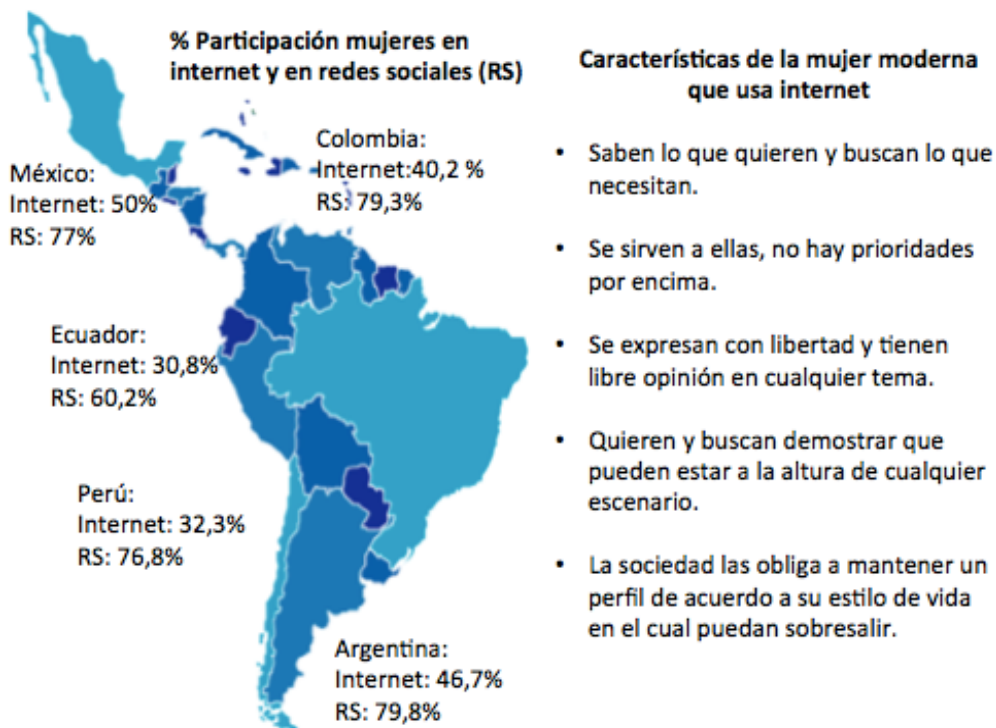 % Participación mujeres en
internet y en redes sociales (RS)
Colombia:
Internet:40,2 %
RS: 79,3%
México:
Internet: 50%
RS: 77%
Ecuador:
Internet: 30,8%
RS: 60,2%
Perú:
Internet: 32,3%
RS: 76,8%
Argentina:
Internet: 46,7%
RS: 79,8%
Características de la mujer moderna
que usa internet
• Saben lo que quieren y buscan lo que
necesitan.
• Se sirven a ellas, no hay prioridades
por encima.
• Se expresan con libertad y tienen
libre opinión en cualquier tema.
• Quieren y buscan demostrar que
pueden estar a la altura de cualquier
escenario.
• La sociedad las obliga a mantener un
perfil de acuerdo a su estilo de vida
en el cual puedan sobresalir.